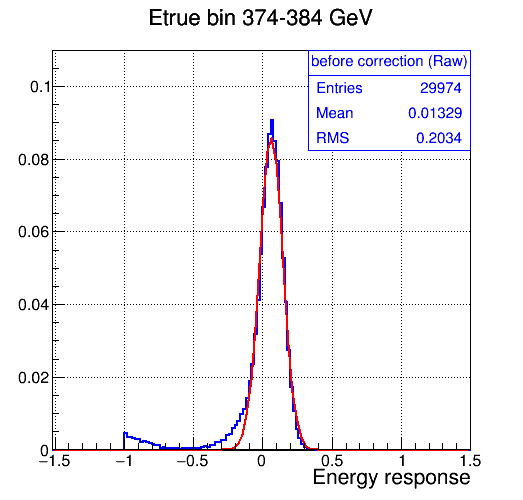 Etrue bin 374-384 GeV
before correction (Raw)
Entries 29974
Mean 0.01329
RMS 0.2034
0.1
0.08
0.06
0.04
0.02
0
−1.5 −1 −0.5 0 0.5 1 1.5
Energy response